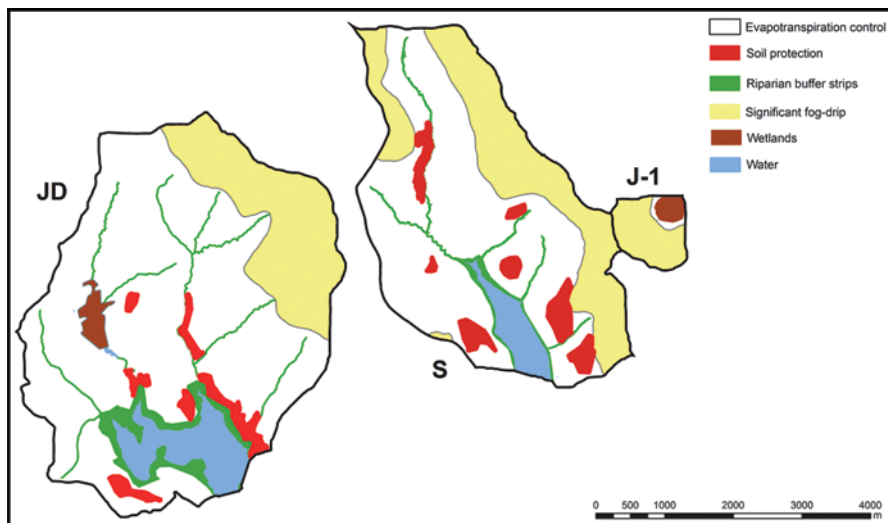 Evapotranspiration control
Soil protection
Riparian buffer strips
Significant fog-drip
Wetlands
Water
JD
J-1
S
0 500 1000 2000 3000 4000
m